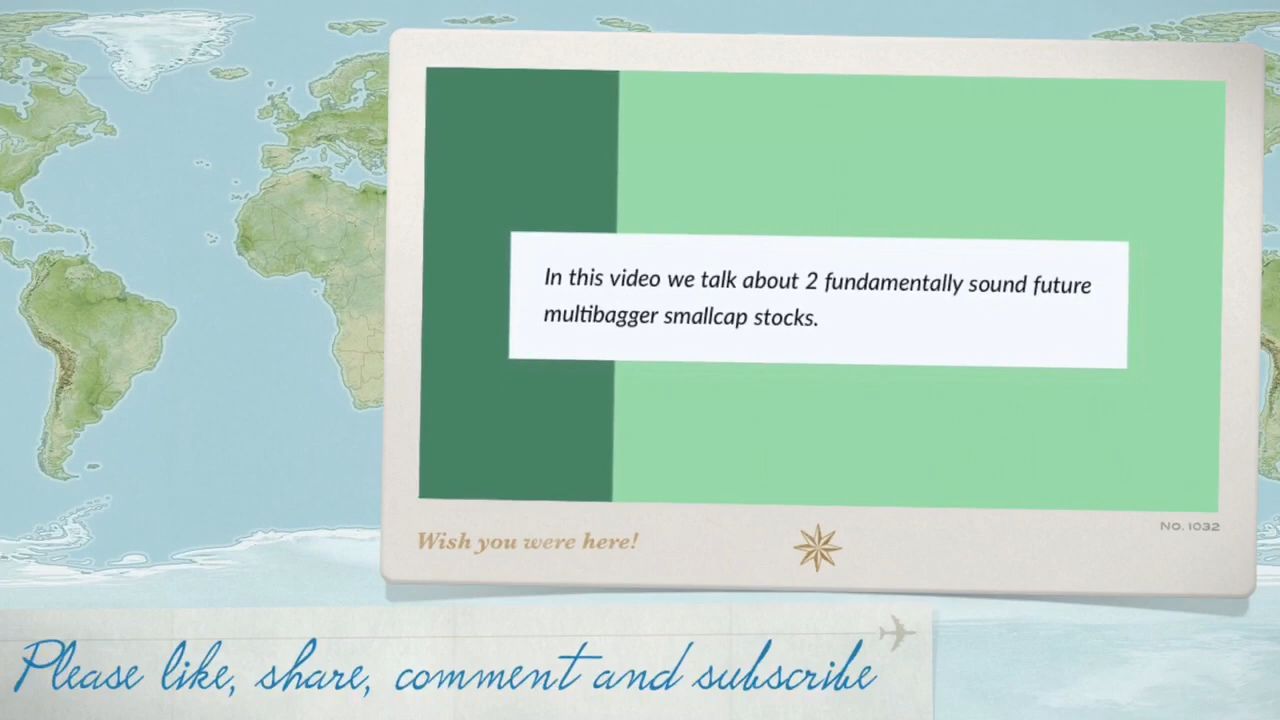 In this video we talk about 2 fundamentally sound future
multibagger smallcap stocks.
Wish you were here!
No. 1032
Please like, share, comment and subscribe